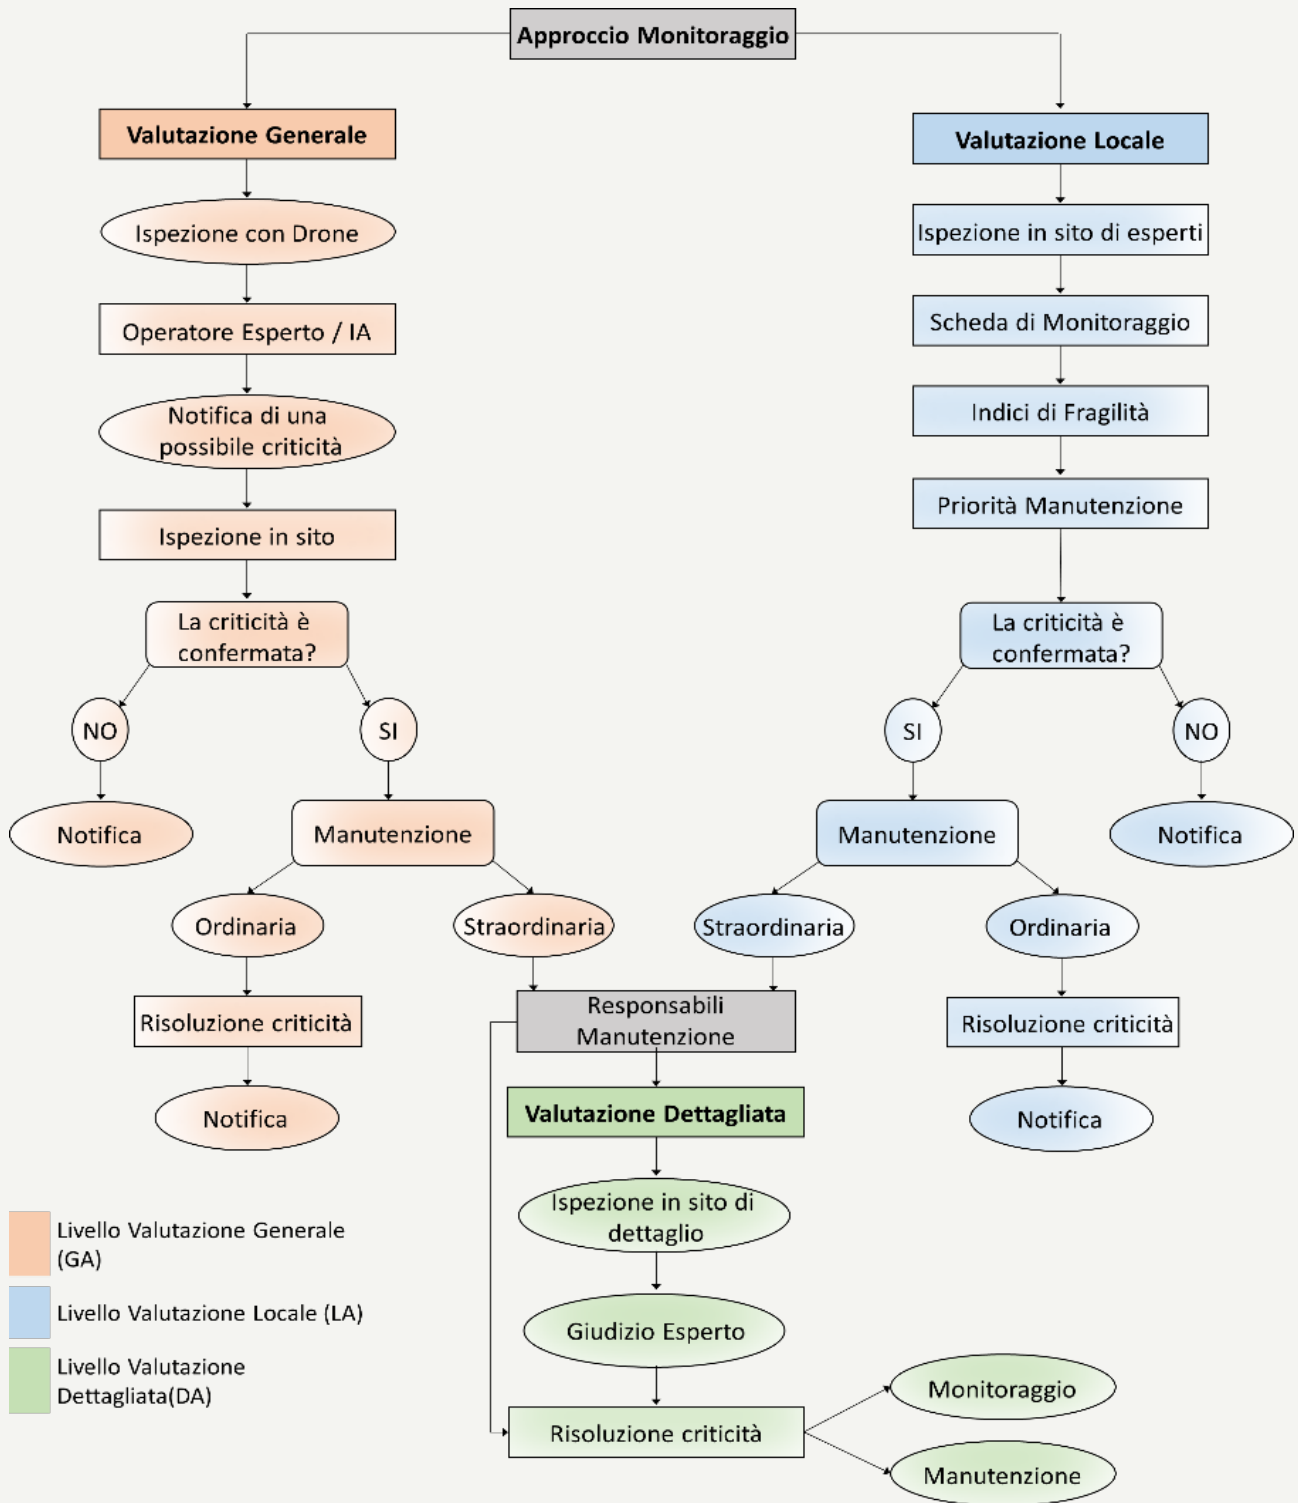 Approccio Monitoraggio
Valutazione Generale
Valutazione Locale
Ispezione con Drone
Ispezione in sito di esperti
Operatore Esperto / IA
Scheda di Monitoraggio
Notifica di una
possibile criticità
Indici di Fragilità
Ispezione in sito
Priorità Manutenzione
La criticità è
confermata?
La criticità è
confermata?
NO
SI
SI
NO
Notifica
Manutenzione
Manutenzione
Notifica
Ordinaria
Straordinaria
Straordinaria
Ordinaria
Risoluzione criticità
Responsabili
Manutenzione
Risoluzione criticità
Notifica
Valutazione Dettagliata
Notifica
Ispezione in sito di
dettaglio
Livello Valutazione Generale
(GA)
Livello Valutazione Locale (LA)
Livello Valutazione
Dettagliata(DA)
Giudizio Esperto
Risoluzione criticità
Monitoraggio
Manutenzione